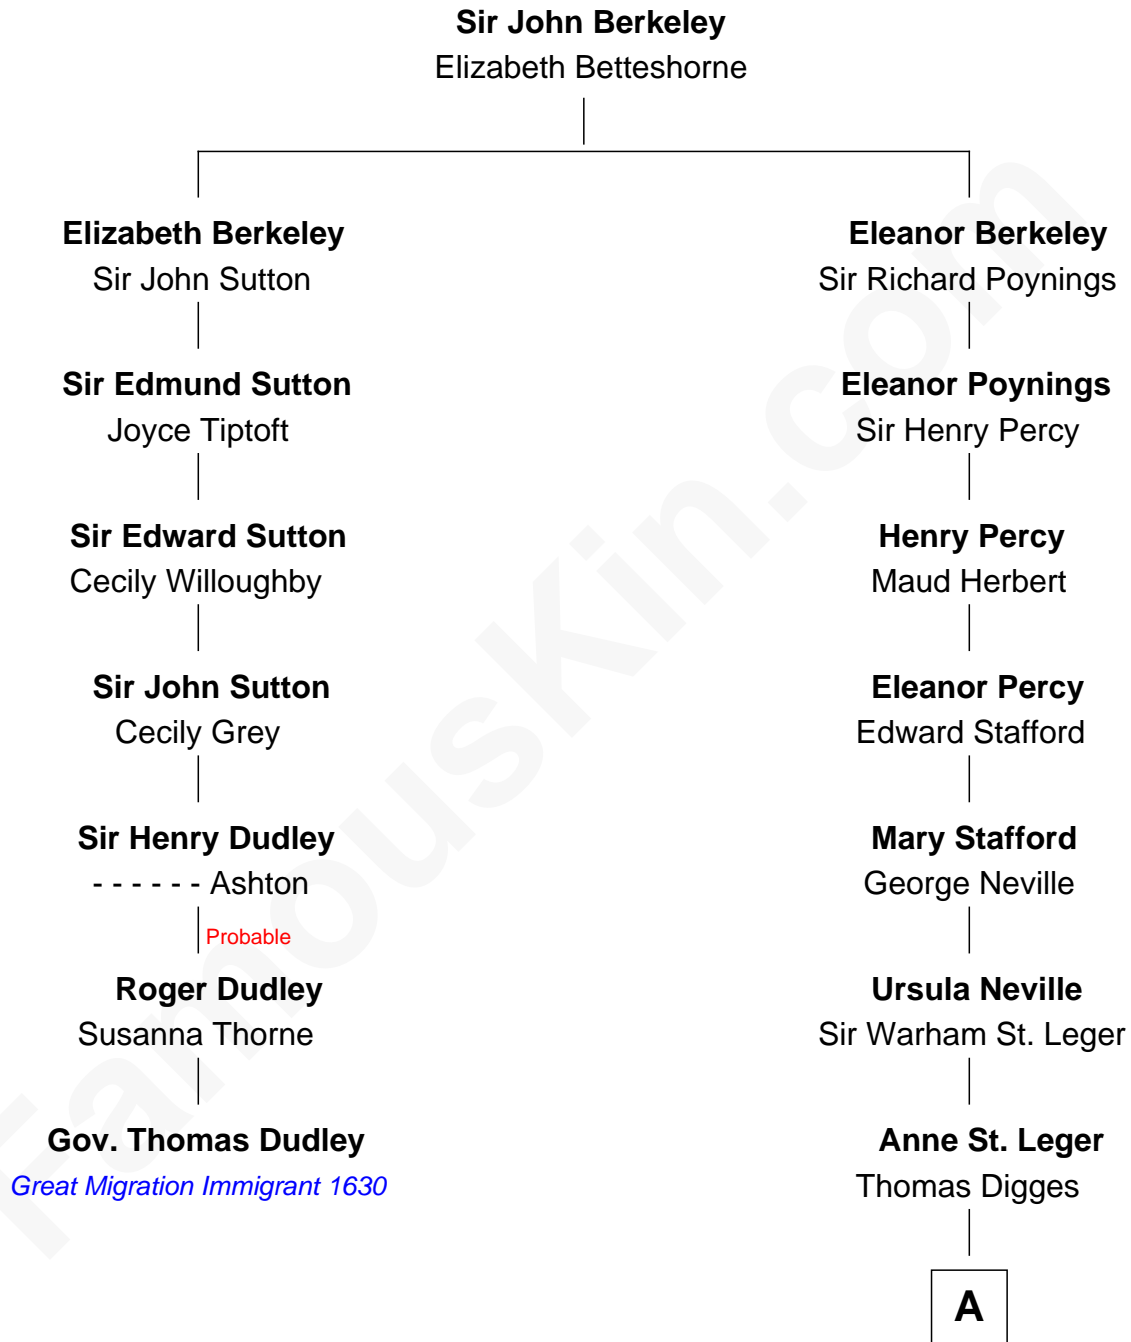 Sir John Berkeley
Elizabeth Betteshorne
Elizabeth Berkeley
Sir John Sutton
Eleanor Berkeley
Sir Richard Poynings
Sir Edmund Sutton
Joyce Tiptoft
Eleanor Poynings
Sir Henry Percy
Sir Edward Sutton
Cecily Willoughby
Henry Percy
Maud Herbert
Sir John Sutton
Cecily Grey
Eleanor Percy
Edward Stafford
Sir Henry Dudley
- - - - - - Ashton
Mary Stafford
George Neville
Probable
Roger Dudley
Susanna Thorne
Ursula Neville
Sir Warham St. Leger
Gov. Thomas Dudley
Great Migration Immigrant 1630
Anne St. Leger
Thomas Digges
A
FamousKin.com